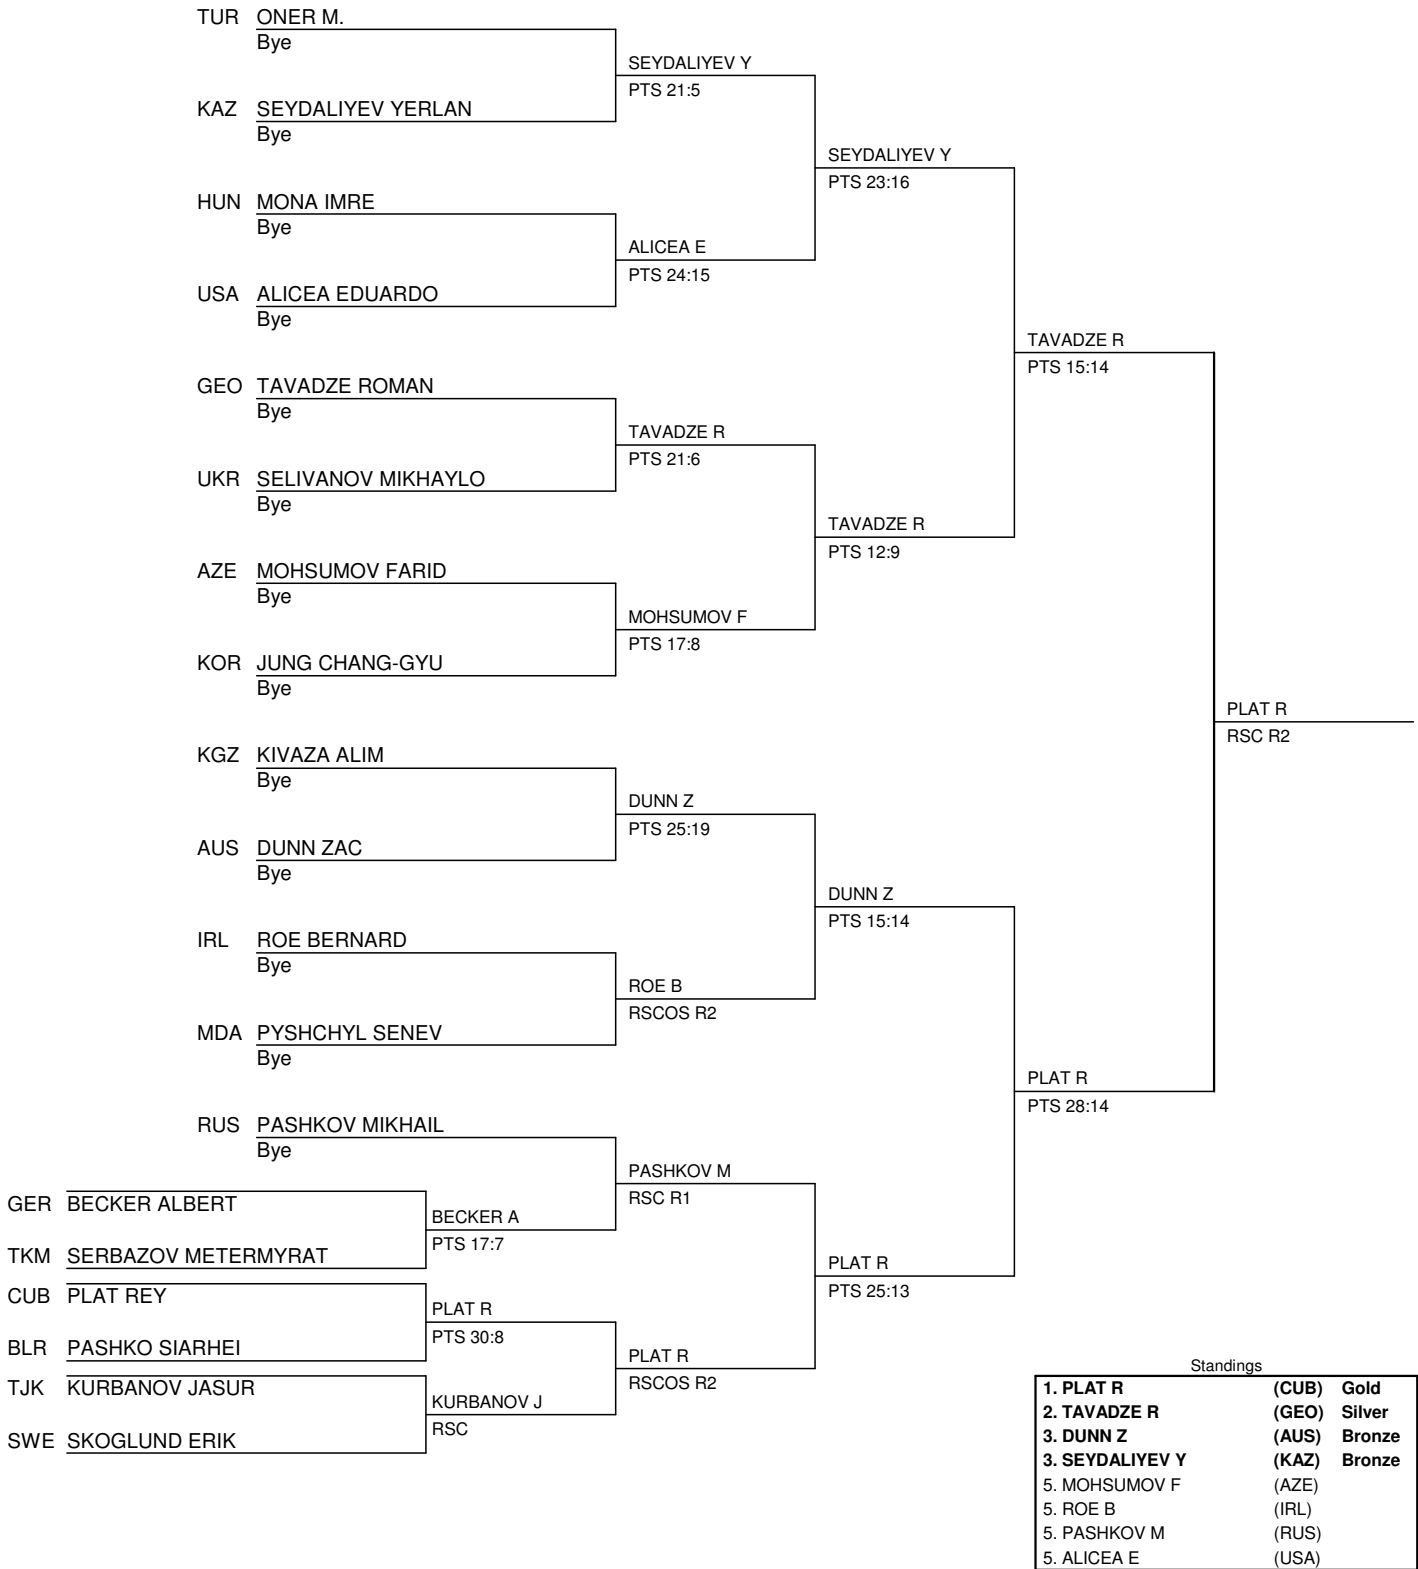 TUR ONER M.
Bye
SEYDALIYEV Y
PTS 21:5
KAZ SEYDALIYEV YERLAN
Bye
SEYDALIYEV Y
PTS 23:16
HUN MONA IMRE
Bye
ALICEA E
PTS 24:15
USA ALICEA EDUARDO
Bye
TAVADZE R
PTS 15:14
GEO TAVADZE ROMAN
Bye
TAVADZE R
PTS 21:6
UKR SELIVANOV MIKHAYLO
Bye
TAVADZE R
PTS 12:9
AZE MOHSUMOV FARID
Bye
MOHSUMOV F
PTS 17:8
KOR JUNG CHANG-GYU
Bye
PLAT R
RSC R2
KGZ KIVAZA ALIM
Bye
DUNN Z
PTS 25:19
AUS DUNN ZAC
Bye
DUNN Z
PTS 15:14
IRL ROE BERNARD
Bye
ROE B
RSCOS R2
MDA PYSHCHYL SENEV
Bye
PLAT R
PTS 28:14
RUS PASHKOV MIKHAIL
Bye
PASHKOV M
RSC R1
GER BECKER ALBERT
BECKER A
PTS 17:7
TKM SERBAZOV METERMYRAT
PLAT R
PTS 25:13
CUB PLAT REY
PLAT R
PTS 30:8
BLR PASHKO SIARHEI
PLAT R
RSCOS R2
TJK KURBANOV JASUR
KURBANOV J
RSC
SWE SKOGLUND ERIK
Standings
1. PLAT R (CUB) Gold
2. TAVADZE R (GEO) Silver
3. DUNN Z (AUS) Bronze
3. SEYDALIYEV Y (KAZ) Bronze
5. MOHSUMOV F (AZE)
5. ROE B (IRL)
5. PASHKOV M (RUS)
5. ALICEA E (USA)